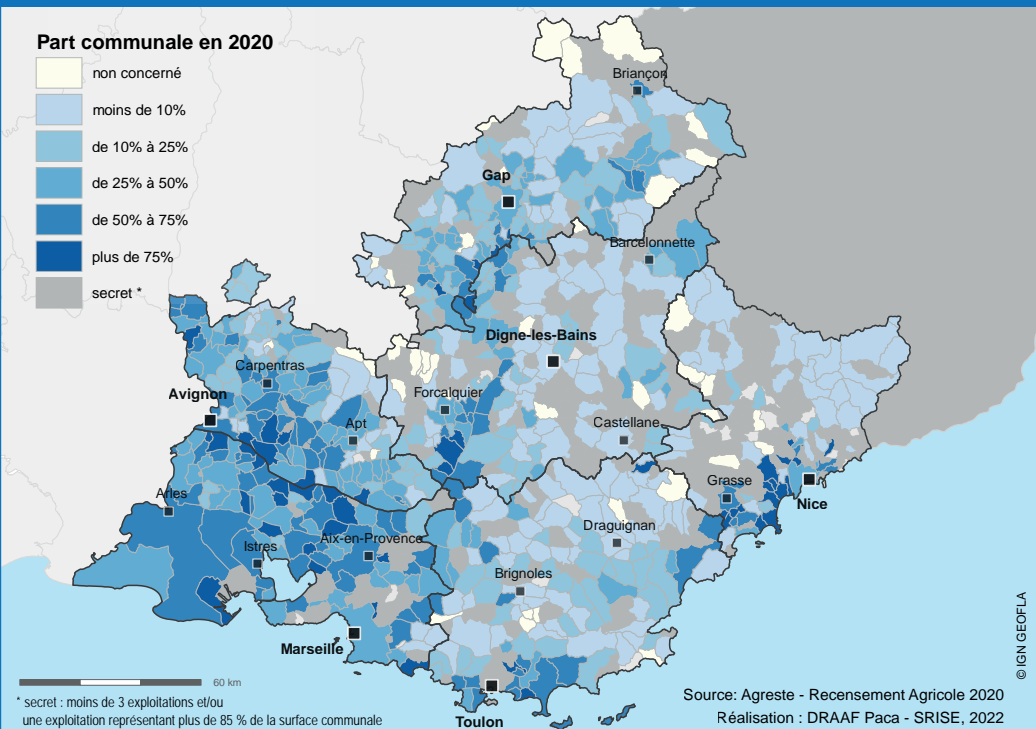 Part communale en 2020
non concerné
moins de 10%
de 10% à 25%
de 25% à 50%
de 50% à 75%
plus de 75%
secret *
Briançon
Gap
Barcelonnette
Digne-les-Bains
Carpentras
Avignon
Forcalquier
Apt
Castellane
Grasse
Nice
Arles
Draguignan
Istres
Aix-en-Provence
Brignoles
Marseille
Toulon
60 km
* secret : moins de 3 exploitations et/ou
une exploitation représentant plus de 85 % de la surface communale
Source: Agreste - Recensement Agricole 2020
Réalisation : DRAAF Paca - SRISE, 2022
© IGN GEOFLA